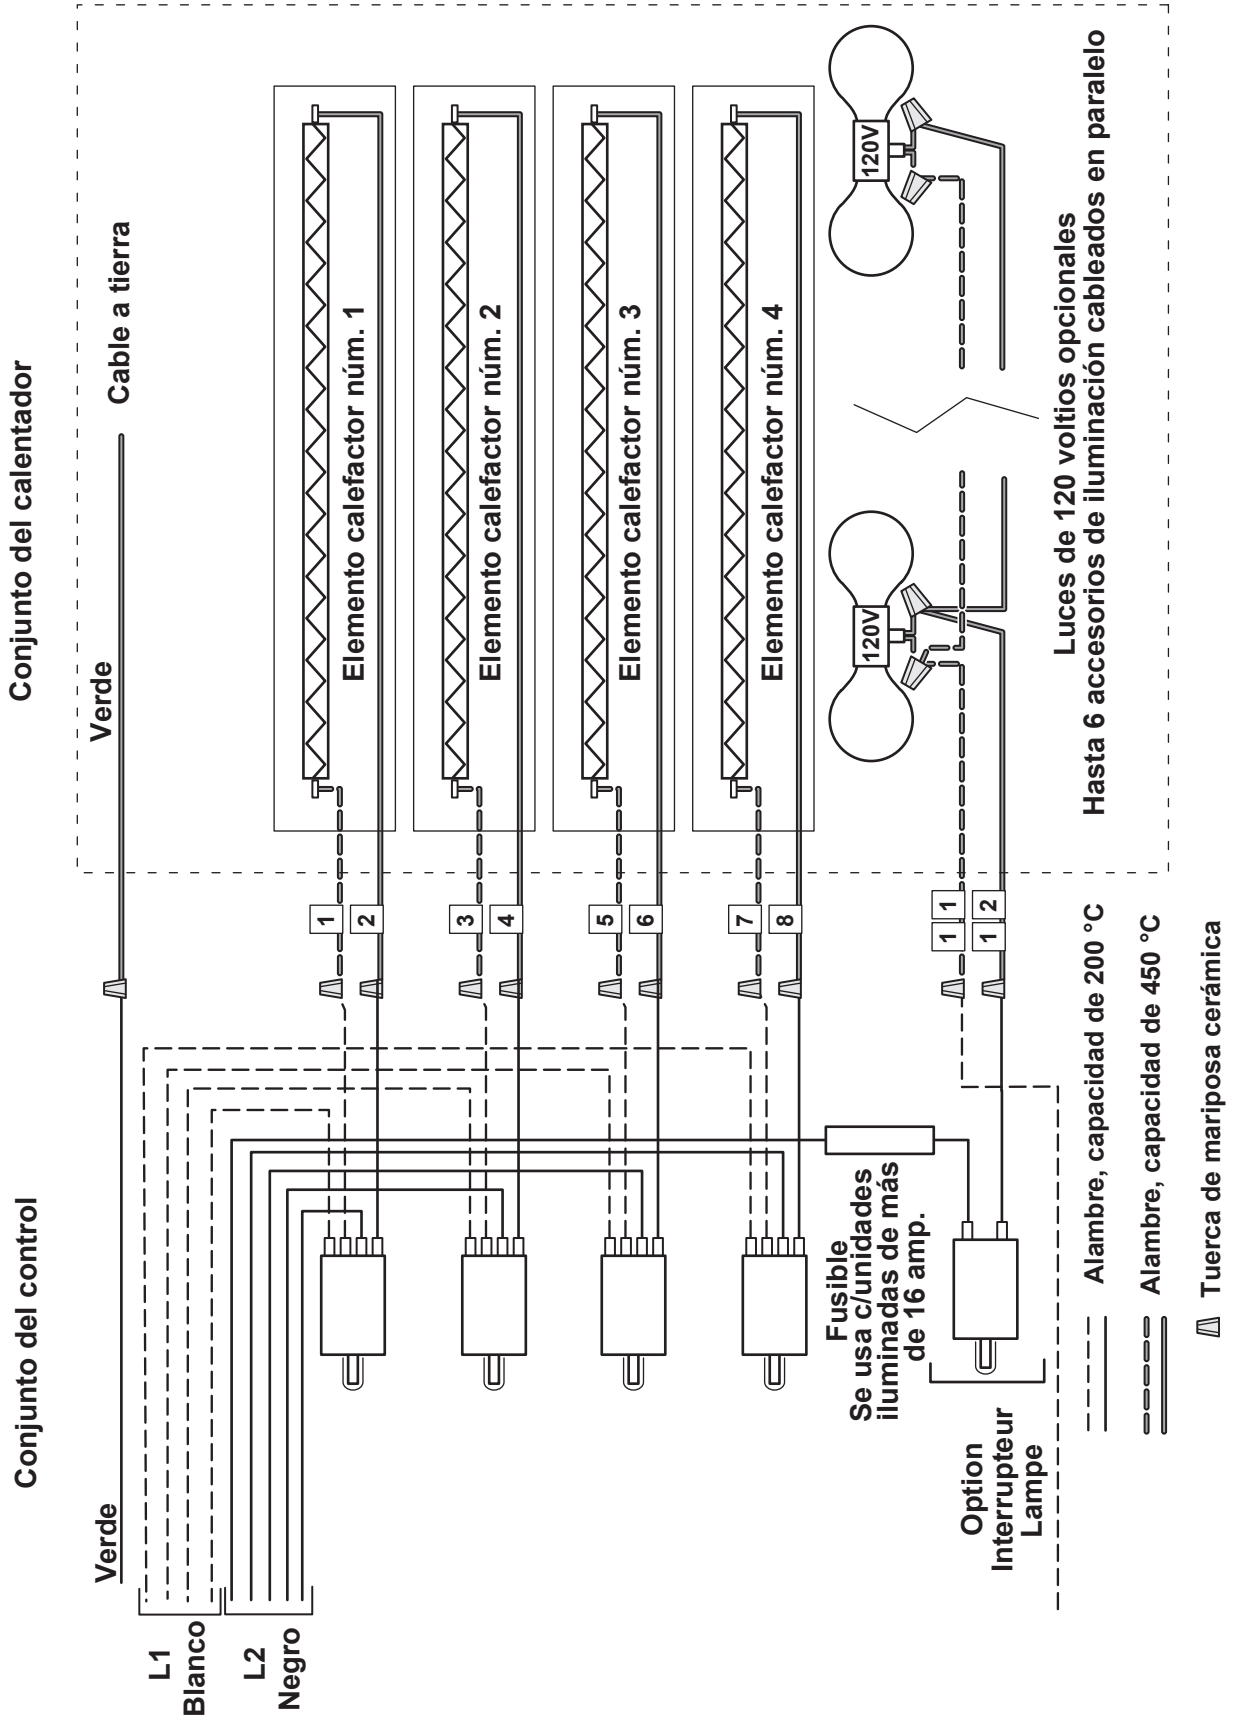 Conjunto del control
Conjunto del calentador
Verde
Verde
Cable a tierra
L1
Blanco
L2
Negro
1
2
Elemento calefactor núm. 1
3
4
Elemento calefactor núm. 2
5
6
Elemento calefactor núm. 3
7
8
Elemento calefactor núm. 4
Fusible
Se usa c/unidades
iluminadas de más
de 16 amp.
Option
Interrupteur
Lampe
1 1
1 2
120V
120V
Luces de 120 voltios opcionales
Hasta 6 accesorios de iluminación cableados en paralelo
Alambre, capacidad de 200 °C
Alambre, capacidad de 450 °C
Tuerca de mariposa cerámica